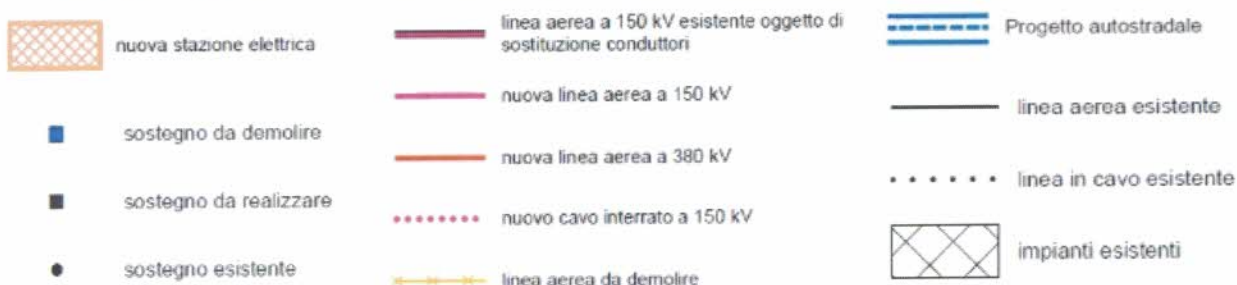 nuova stazione elettrica
sostegno da demolire
sostegno da realizzare
sostegno esistente
linea aerea a 150 kV esistente oggetto di
sostituzione conduttori
nuova linea aerea a 150 kV
nuova linea aerea a 380 kV
nuovo cavo interrato a 150 kV
linea aerea da demolire
Progetto autostradale
linea aerea esistente
linea in cavo esistente
impianti esistenti